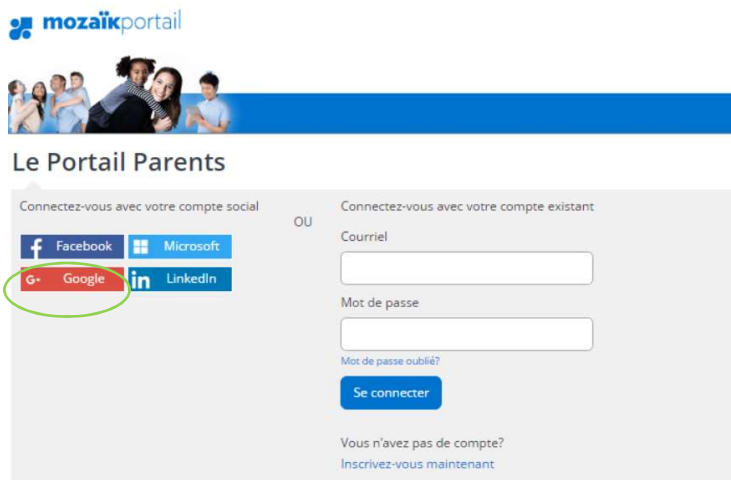 mozaïkportail
Le Portail Parents
Connectez-vous avec votre compte social
Facebook
Microsoft
G+ Google
in LinkedIn
OU
Connectez-vous avec votre compte existant
Courriel
Mot de passe
Mot de passe oublié?
Se connecter
Vous n'avez pas de compte?
Inscrivez-vous maintenant